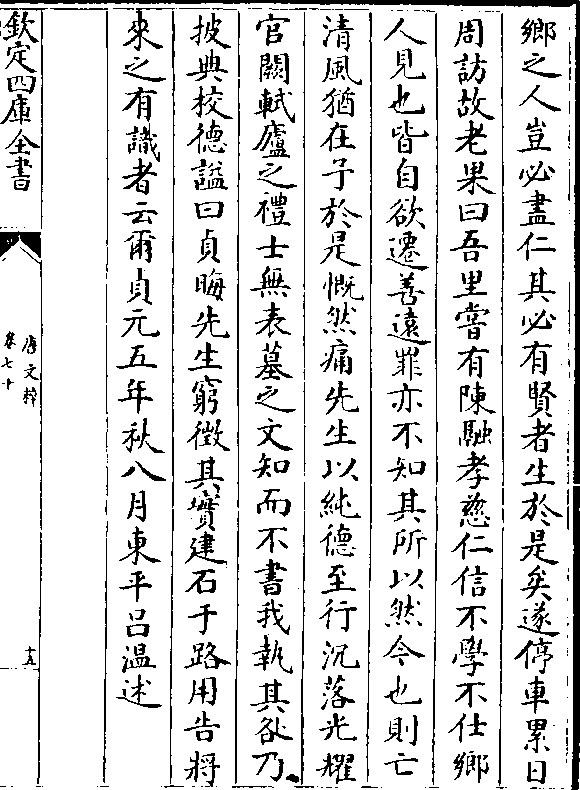 鄉之人豈必盡仁其必有賢者生於是矣遂停車累日
周訪故老果曰吾里嘗有陳融孝慈仁信不學不仕鄉
人見也皆自欲遷善遠罪亦不知其所以然今也則亡
清風猶在予於是慨然痛先生以純德至行沉落光耀
官闕軾廬之禮士無表墓之文知而不書我執其咎乃
披典校德諡曰貞晦先生窮徵其實建石于路用告將
來之有識者云爾貞元五年秋八月東平呂溫述
欽定四庫全書
唐文粹
卷七十
十五